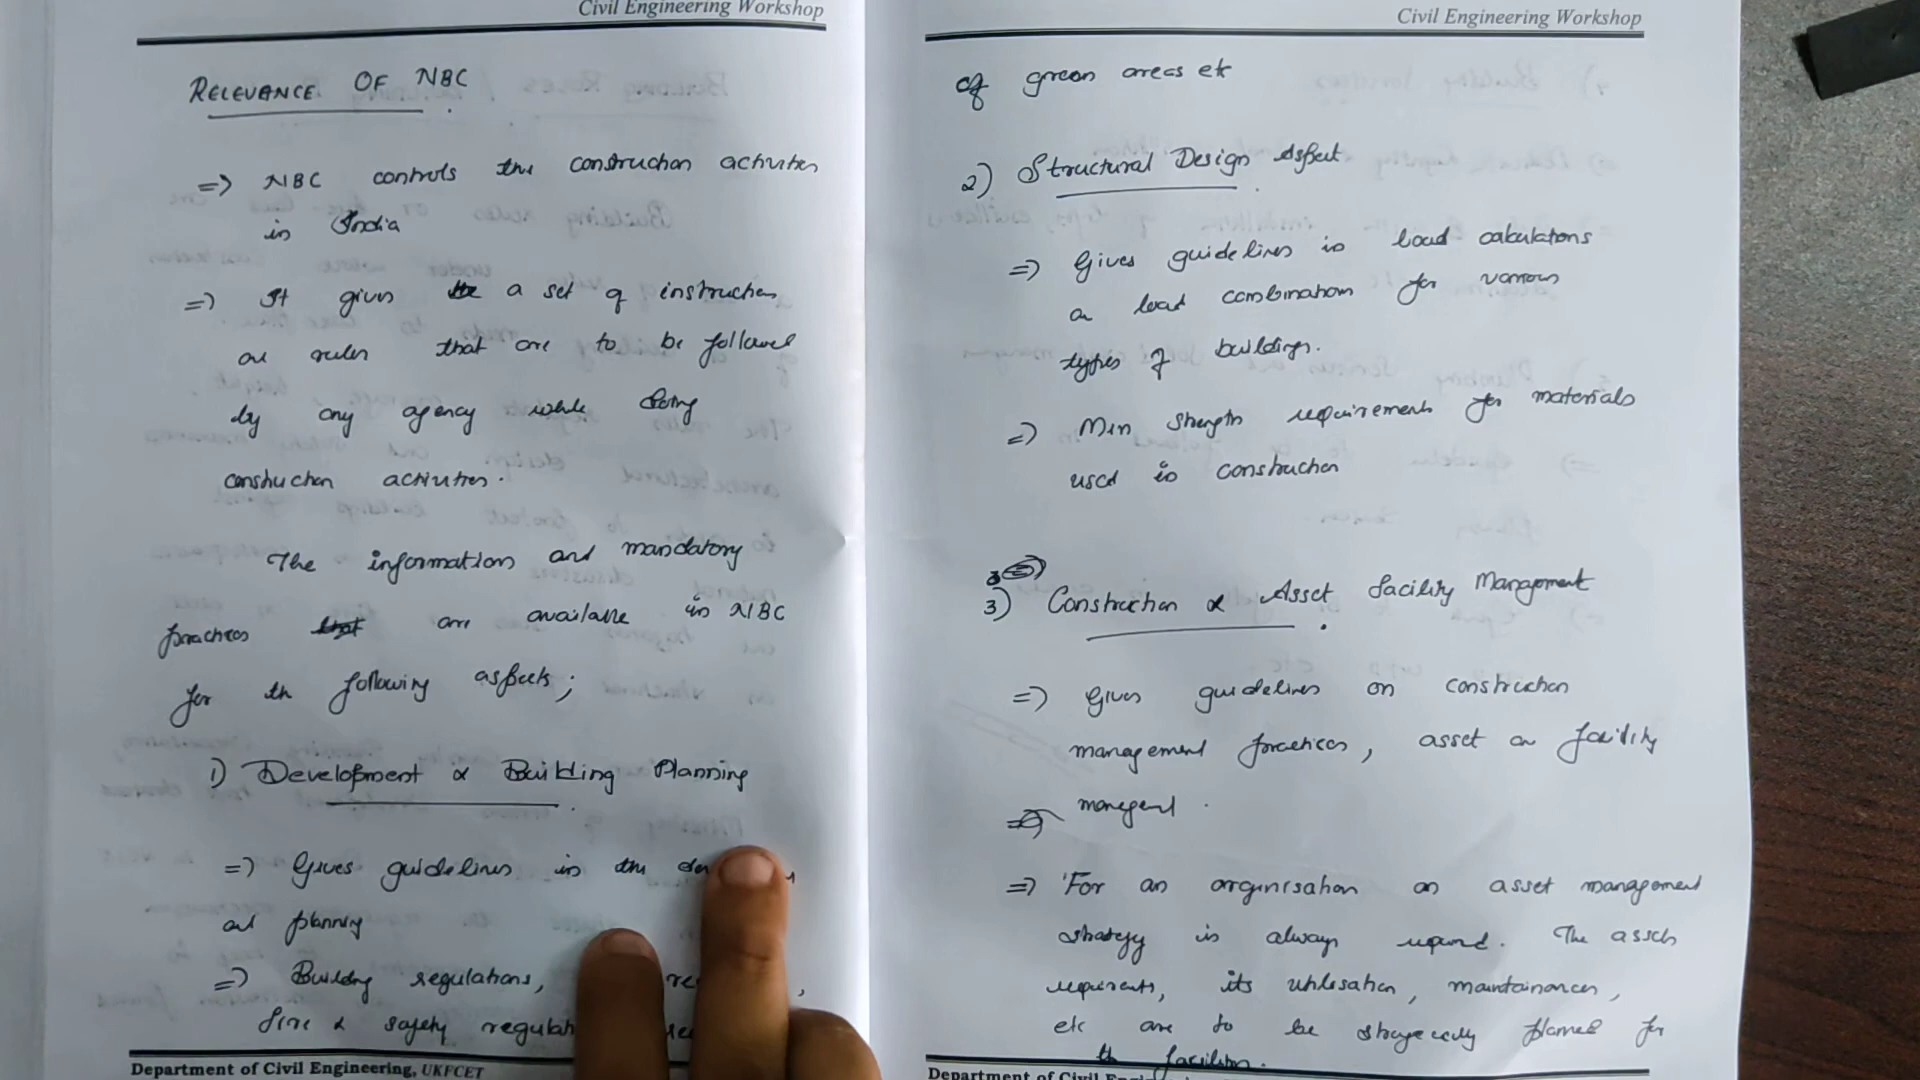 Civil Engineering Workshop
RELEVANCE OF NBC
=> NBC controls the construction activities
in India
=> It gives a set of instructions
and rules that are to be followed
by any agency while doing
construction activities.
The information and mandatory
practices are available in NBC
for the following aspects;
1) Development & Building Planning
=> Gives guidelines in the
and planning
=> Building regulations,
fire & safety
Department of Civil Engineering, UKFCET
Civil Engineering Workshop
of green areas etc
2) Structural Design Aspect
=> Gives guidelines in load calculations
or load combinations for various
types of buildings.
=> Min strength requirements for materials
used in construction
3) Construction & Asset facility Management
=> Gives guidelines on construction
management practices, asset or facility
=> For an organisation an asset management
strategy is always required. The assets
requirements, its utilisation, maintainances,
etc are to be strategically planned for
the facilities.
Department of Civil